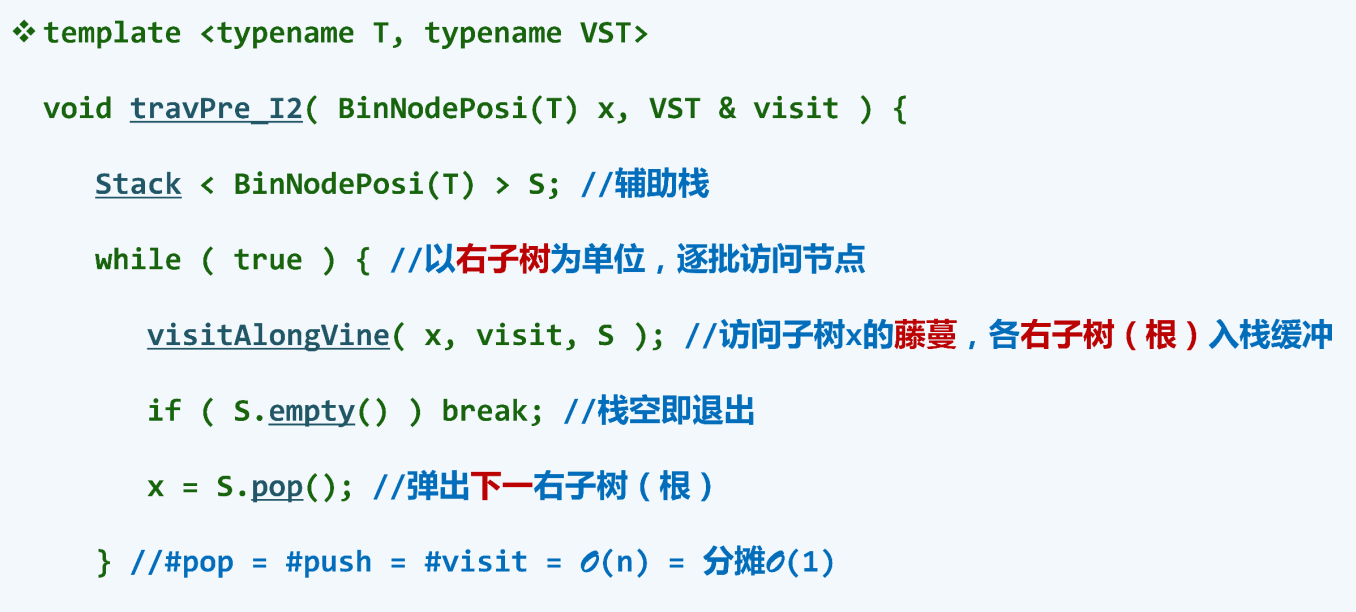 ❖template <typename T, typename VST>
void travPre_I2( BinNodePosi(T) x, VST & visit ) {
Stack < BinNodePosi(T) > S; //辅助栈
while ( true ) { //以右子树为单位，逐批访问节点
visitAlongVine( x, visit, S ); //访问子树x的藤蔓，各右子树（根）入栈缓冲
if ( S.empty() ) break; //栈空即退出
x = S.pop(); //弹出下一右子树（根）
} //#pop = #push = #visit = O(n) = 分摊O(1)